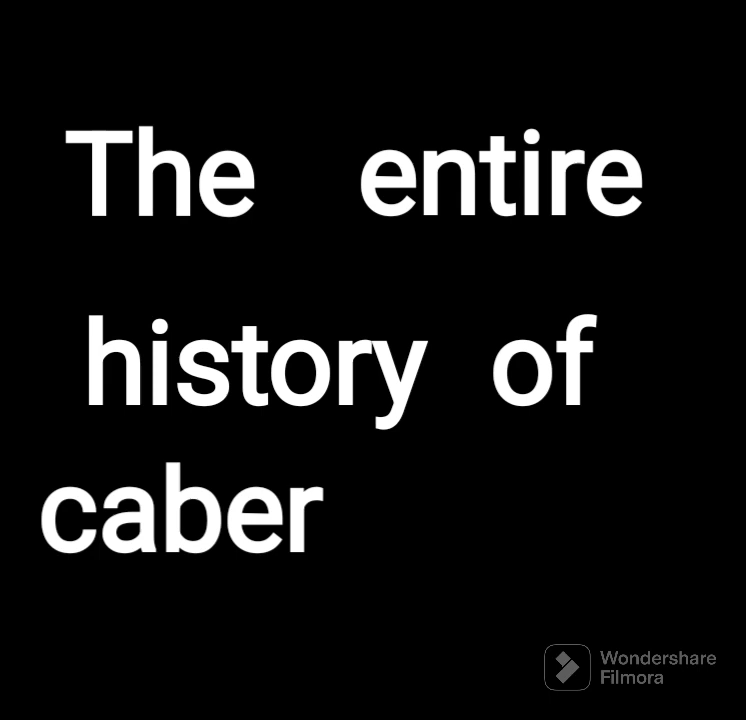 The entire
history of
caber
Wondershare
Filmora